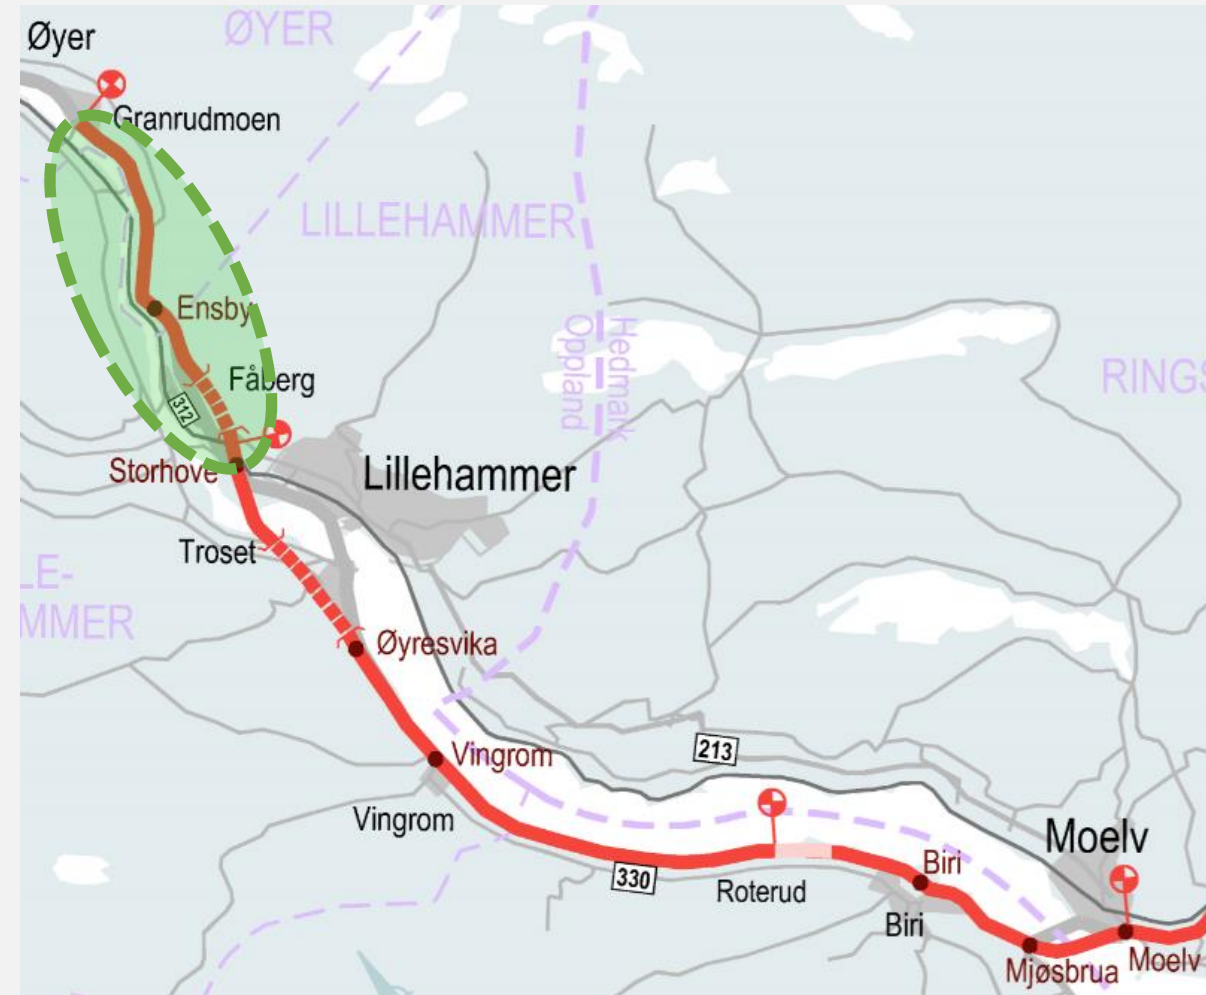 Øyer
ØYER
Granrudmoen
LILLEHAMMER
Ensby
Hedmark
Oppland
Fåberg
RINGS
312
Lillehammer
Storhove
Troset
LE-
MMER
Øyresvika
Vingrom
213
Vingrom
Moelv
330
Roterud
Biri
Biri
Mjøsbrua
Moelv